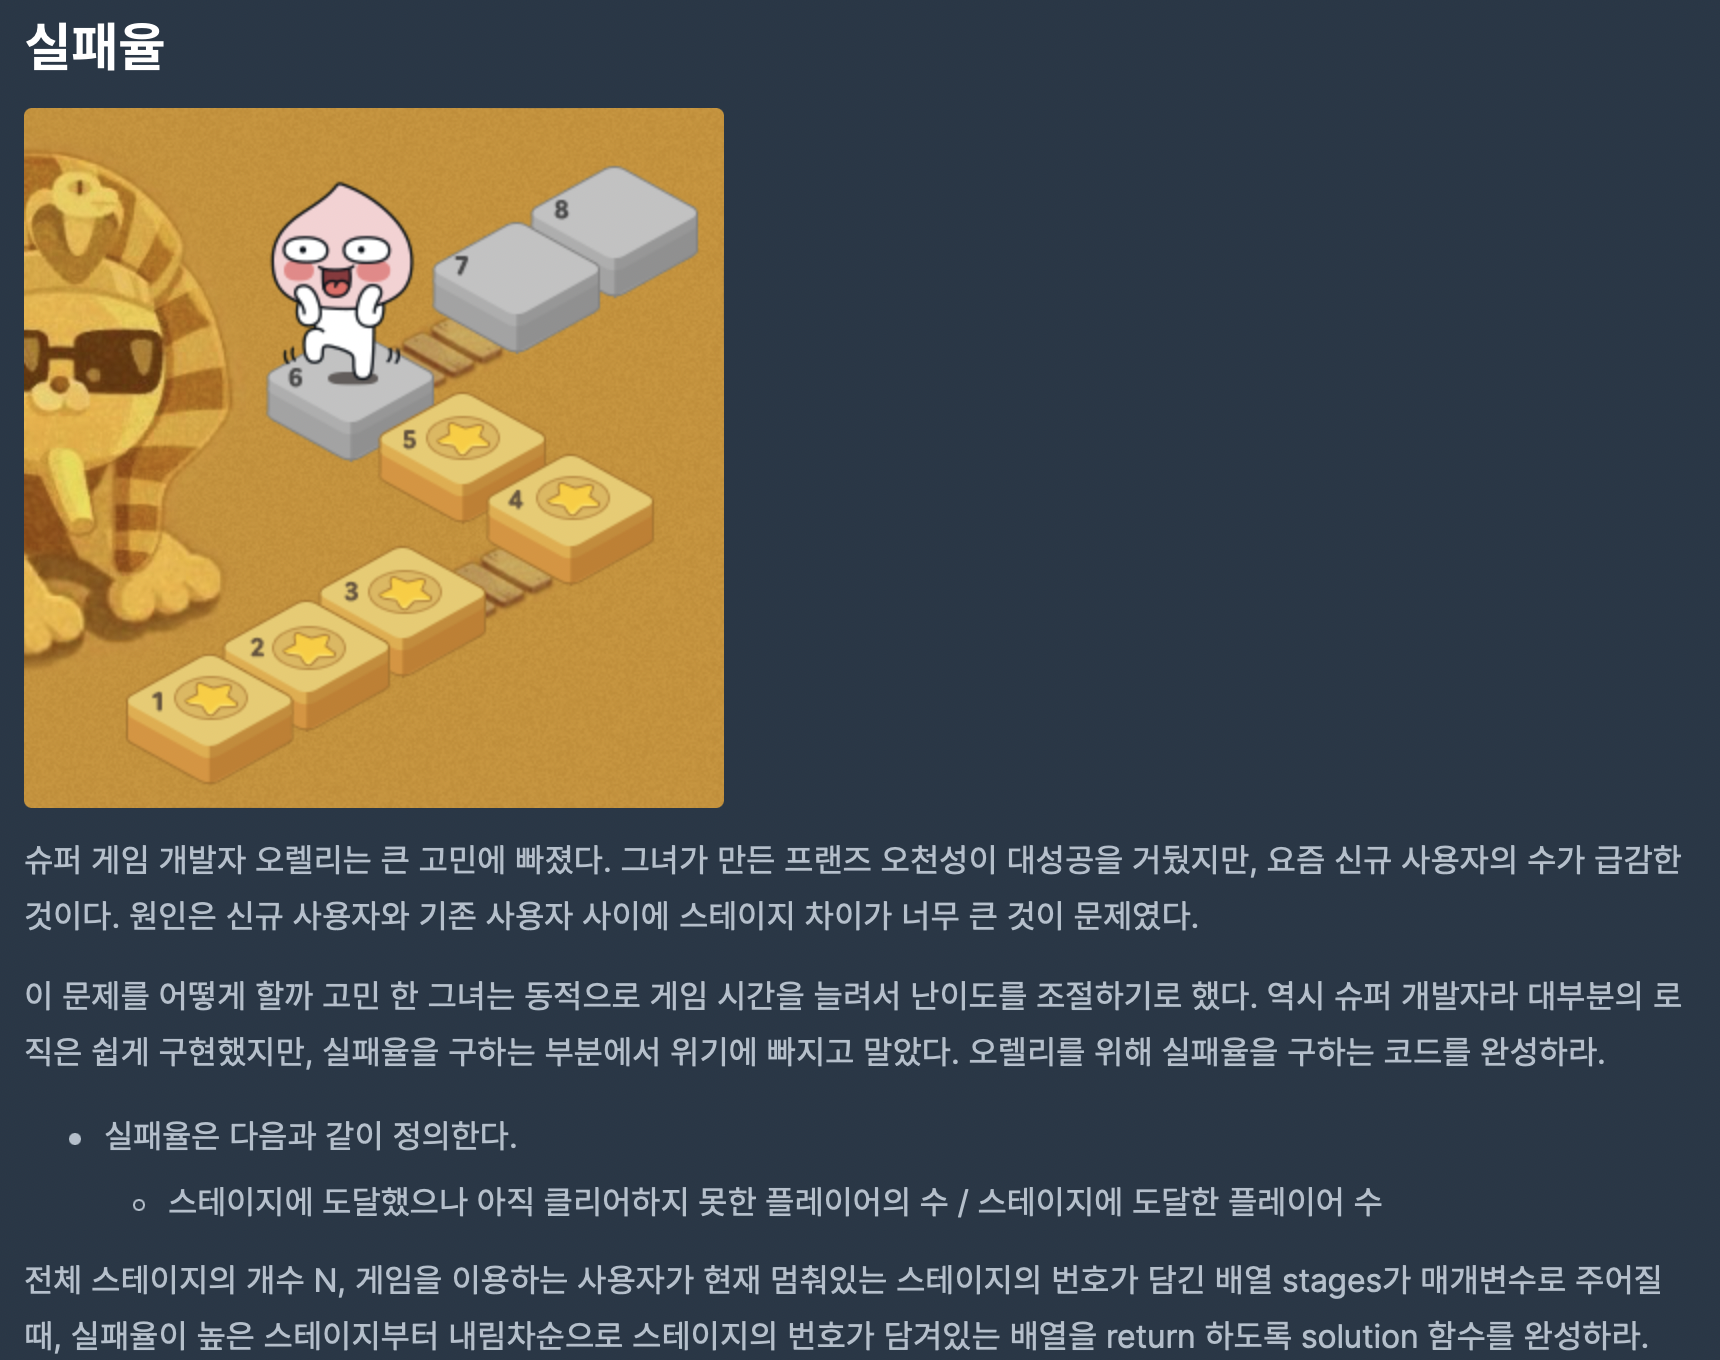 실패율
8
7
6
5
4
3
2
1
슈퍼 게임 개발자 오렐리는 큰 고민에 빠졌다. 그녀가 만든 프랜즈 오천성이 대성공을 거뒀지만, 요즘 신규 사용자의 수가 급감한
것이다. 원인은 신규 사용자와 기존 사용자 사이에 스테이지 차이가 너무 큰 것이 문제였다.
이 문제를 어떻게 할까 고민 한 그녀는 동적으로 게임 시간을 늘려서 난이도를 조절하기로 했다. 역시 슈퍼 개발자라 대부분의 로
직은 쉽게 구현했지만, 실패율을 구하는 부분에서 위기에 빠지고 말았다. 오렐리를 위해 실패율을 구하는 코드를 완성하라.
• 실패율은 다음과 같이 정의한다.
◦ 스테이지에 도달했으나 아직 클리어하지 못한 플레이어의 수 / 스테이지에 도달한 플레이어 수
전체 스테이지의 개수 N, 게임을 이용하는 사용자가 현재 멈춰있는 스테이지의 번호가 담긴 배열 stages가 매개변수로 주어질
때, 실패율이 높은 스테이지부터 내림차순으로 스테이지의 번호가 담겨있는 배열을 return 하도록 solution 함수를 완성하라.